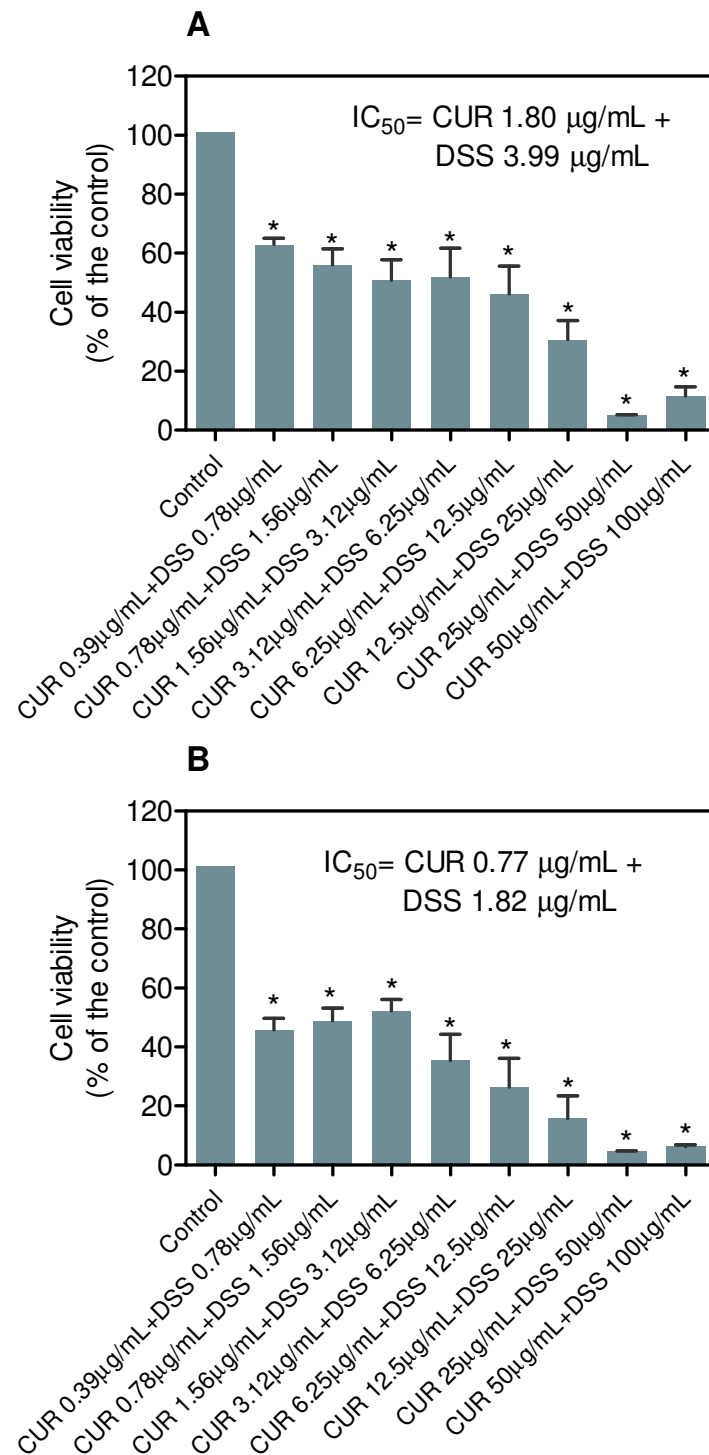 A
120
100
80
60
40
20
0
Cell viability
(% of the control)
IC50= CUR 1.80 μg/mL +
DSS 3.99 μg/mL
* * * * * * * *
Control
CUR 0.39μg/mL+DSS 0.78μg/mL
CUR 0.78μg/mL+DSS 1.56μg/mL
CUR 1.56μg/mL+DSS 3.12μg/mL
CUR 3.12μg/mL+DSS 6.25μg/mL
CUR 6.25μg/mL+DSS 12.5μg/mL
CUR 12.5μg/mL+DSS 25μg/mL
CUR 25μg/mL+DSS 50μg/mL
CUR 50μg/mL+DSS 100μg/mL
B
120
100
80
60
40
20
0
Cell viability
(% of the control)
IC50= CUR 0.77 μg/mL +
DSS 1.82 μg/mL
* * * * * * * *
Control
CUR 0.39μg/mL+DSS 0.78μg/mL
CUR 0.78μg/mL+DSS 1.56μg/mL
CUR 1.56μg/mL+DSS 3.12μg/mL
CUR 3.12μg/mL+DSS 6.25μg/mL
CUR 6.25μg/mL+DSS 12.5μg/mL
CUR 12.5μg/mL+DSS 25μg/mL
CUR 25μg/mL+DSS 50μg/mL
CUR 50μg/mL+DSS 100μg/mL